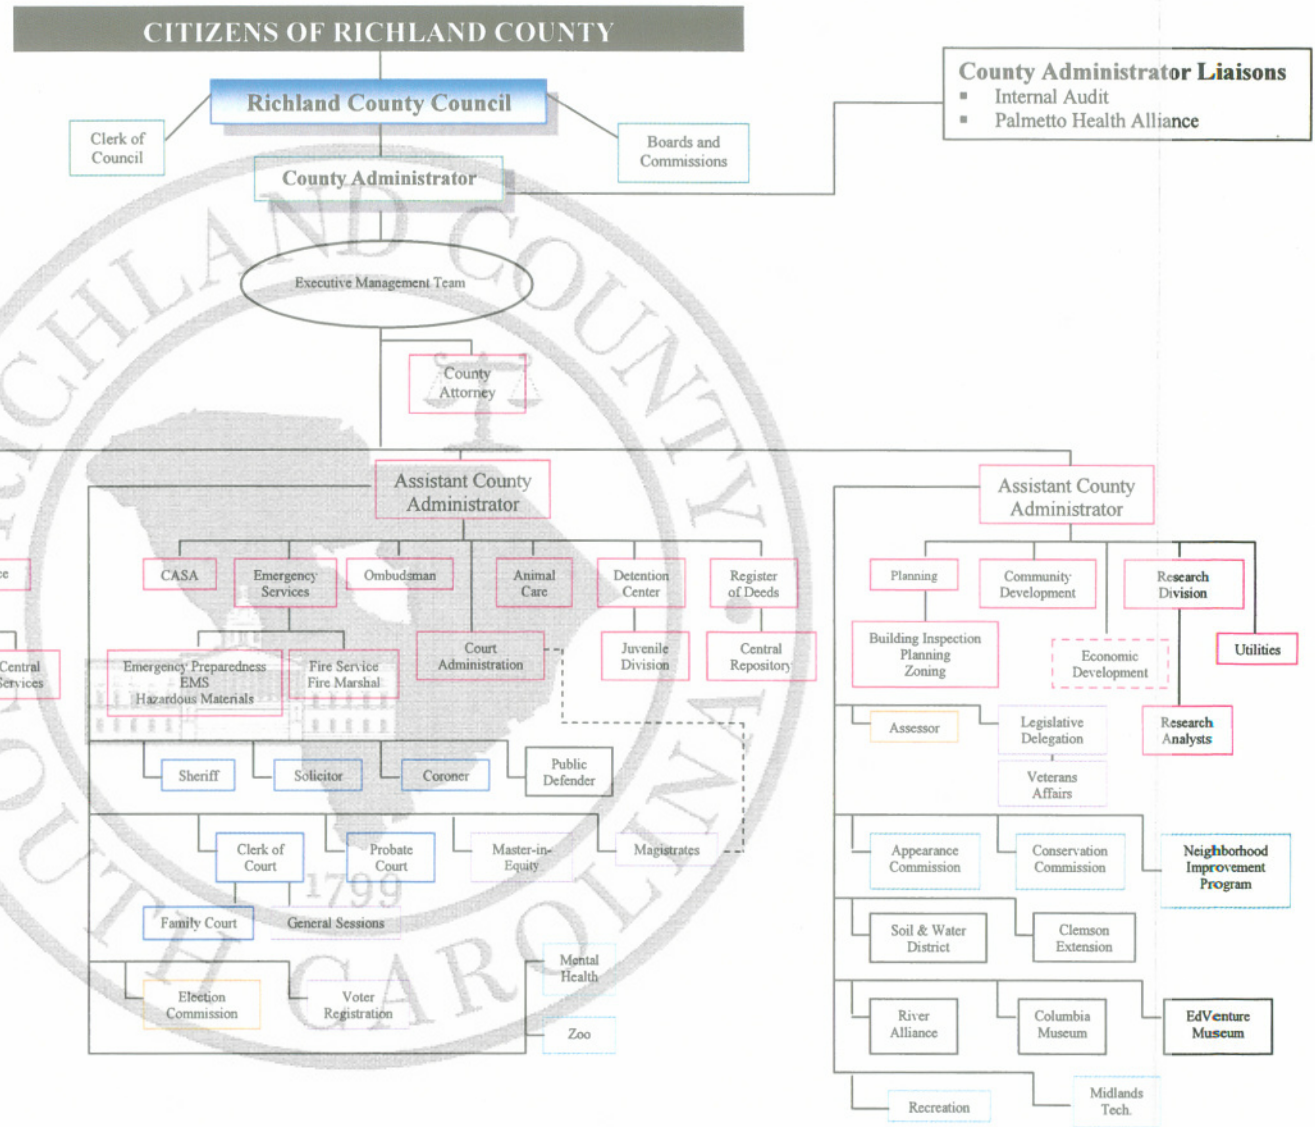 CITIZENS OF RICHLAND COUNTY
Richland County Council
Clerk of
Council
Boards and
Commissions
County Administrator
County Administrator Liaisons
▪ Internal Audit
▪ Palmetto Health Alliance
Executive Management Team
County
Attorney
Assistant County
Administrator
CASA
Emergency
Services
Ombudsman
Animal
Care
Detention
Center
Register
of Deeds
Emergency Preparedness
EMS
Hazardous Materials
Fire Service
Fire Marshal
Court
Administration
Juvenile
Division
Central
Repository
Central
Services
Sheriff
Solicitor
Coroner
Public
Defender
Clerk of
Court
Probate
Court
Master-in-
Equity
Magistrates
Family Court
General Sessions
Election
Commission
Voter
Registration
Mental
Health
Zoo
Assistant County
Administrator
Planning
Community
Development
Research
Division
Building Inspection
Planning
Zoning
Economic
Development
Utilities
Assessor
Legislative
Delegation
Research
Analysts
Veterans
Affairs
Appearance
Commission
Conservation
Commission
Neighborhood
Improvement
Program
Soil & Water
District
Clemson
Extension
River
Alliance
Columbia
Museum
EdVenture
Museum
Recreation
Midlands
Tech.
RICHLAND COUNTY
SOUTH CAROLINA
1799